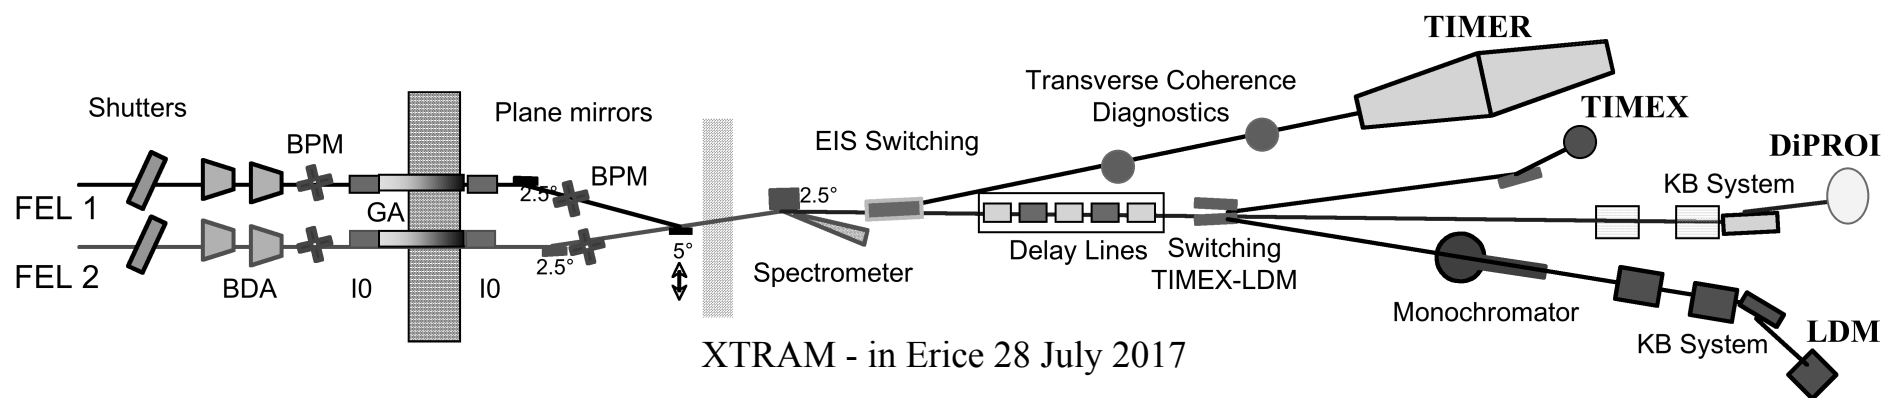 TIMER
Transverse Coherence
Diagnostics
TIMEX
Shutters
Plane mirrors
EIS Switching
DiPROI
BPM
BPM
2.5°
2.5°
KB System
FEL 1
GA
FEL 2
2.5°
5°
Delay Lines
Switching
TIMEX-LDM
Spectrometer
BDA
I0
I0
Monochromator
KB System
LDM
XTRAM - in Erice 28 July 2017